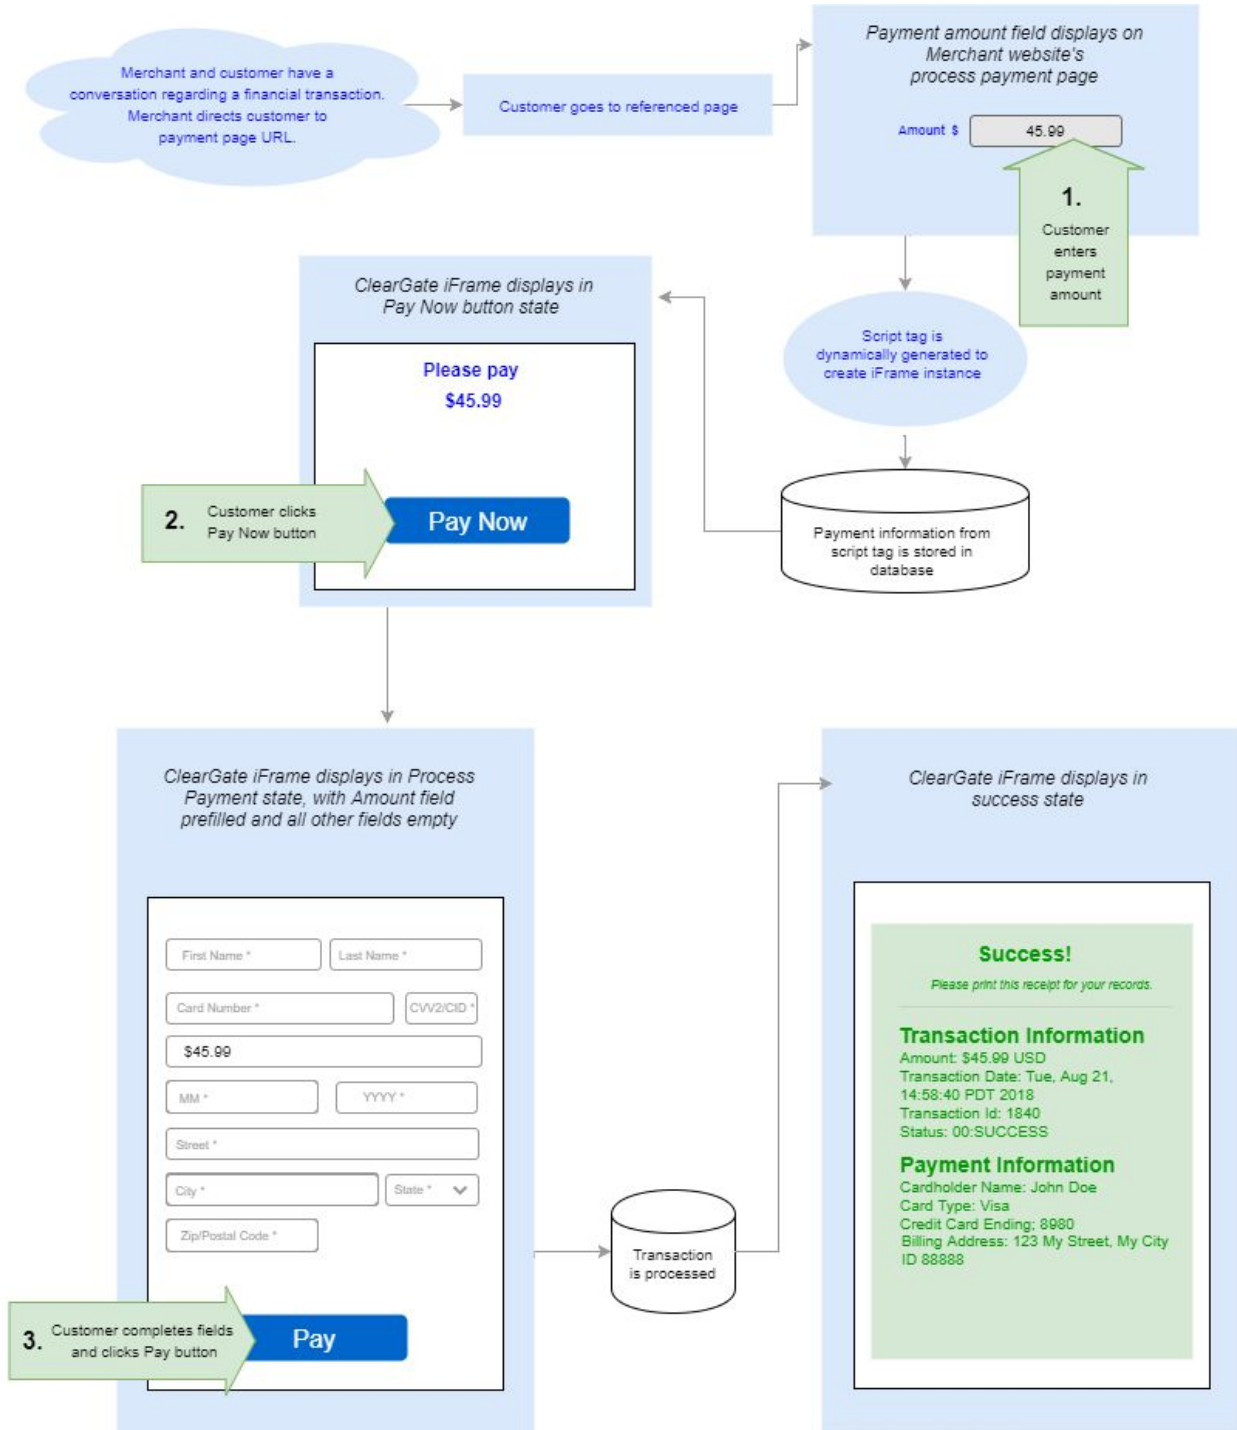 Merchant and customer have a
conversation regarding a financial transaction.
Merchant directs customer to
payment page URL.
Customer goes to referenced page
Payment amount field displays on
Merchant website's
process payment page
Amount $ 45.99
1.
Customer
enters
payment
amount
Script tag is
dynamically generated to
create iFrame instance
Payment information from
script tag is stored in
database
ClearGate iFrame displays in
Pay Now button state
Please pay
$45.99
2. Customer clicks
Pay Now button
Pay Now
ClearGate iFrame displays in Process
Payment state, with Amount field
prefilled and all other fields empty
First Name * Last Name *
Card Number * CVV2/CID *
$45.99
MM * YYYY *
Street *
City * State *
Zip/Postal Code *
3. Customer completes fields
and clicks Pay button
Pay
Transaction
is processed
ClearGate iFrame displays in
success state
Success!
Please print this receipt for your records.
Transaction Information
Amount: $45.99 USD
Transaction Date: Tue, Aug 21,
14:58:40 PDT 2018
Transaction Id: 1840
Status: 00:SUCCESS
Payment Information
Cardholder Name: John Doe
Card Type: Visa
Credit Card Ending; 8980
Billing Address: 123 My Street, My City
ID 88888